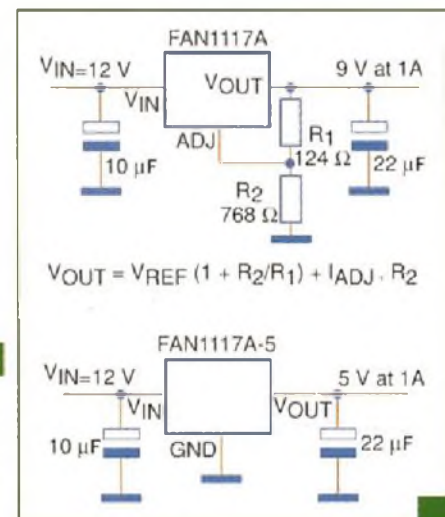 FAN1117A
VIN=12 V
VIN
VOUT
9 V at 1A
ADJ
R1
124 Ω
10 µF
22 µF
R2
768 Ω
VOUT = VREF (1 + R2/R1) + IADJ . R2
FAN1117A-5
VIN=12 V
VIN
VOUT
5 V at 1A
10 µF
GND
22 µF